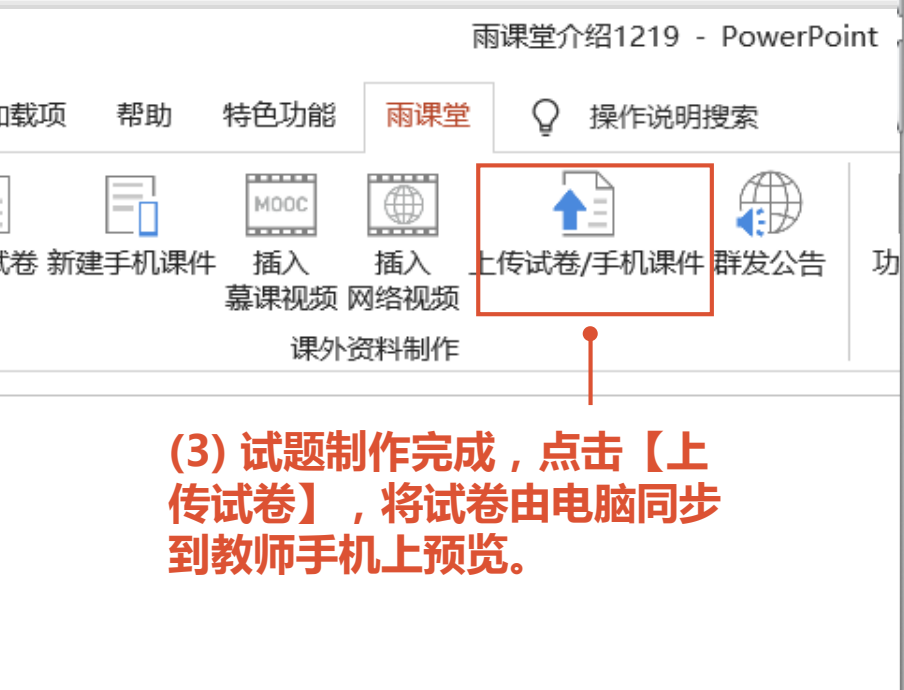 雨课堂介绍1219 - PowerPoint
加载项 帮助 特色功能 雨课堂 操作说明搜索
试卷 新建手机课件 插入 慕课视频 插入 网络视频 上传试卷/手机课件 群发公告 功
MOOC
课外资料制作
(3) 试题制作完成，点击【上
传试卷】，将试卷由电脑同步
到教师手机上预览。